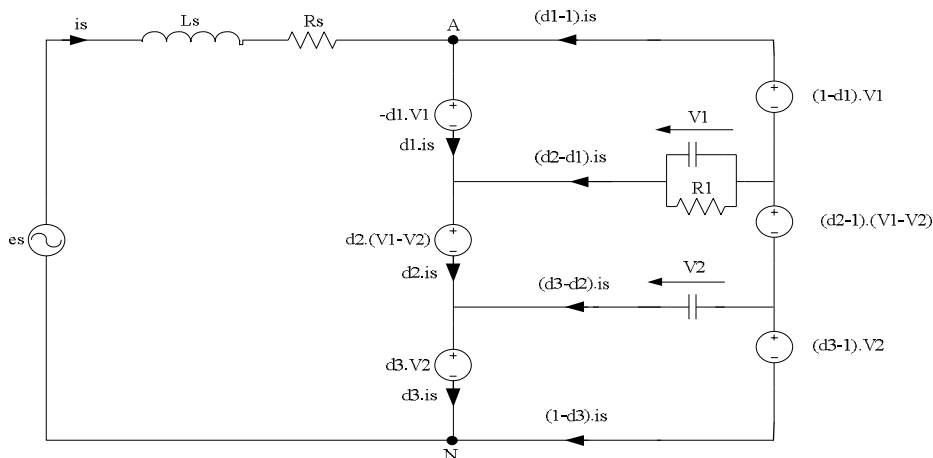 is
Ls
Rs
A
(d1-1).is
(1-d1).V1
-d1.V1
d1.is
V1
(d2-d1).is
R1
es
d2.(V1-V2)
(d2-1).(V1-V2)
d2.is
V2
(d3-d2).is
d3.V2
(d3-1).V2
d3.is
(1-d3).is
N